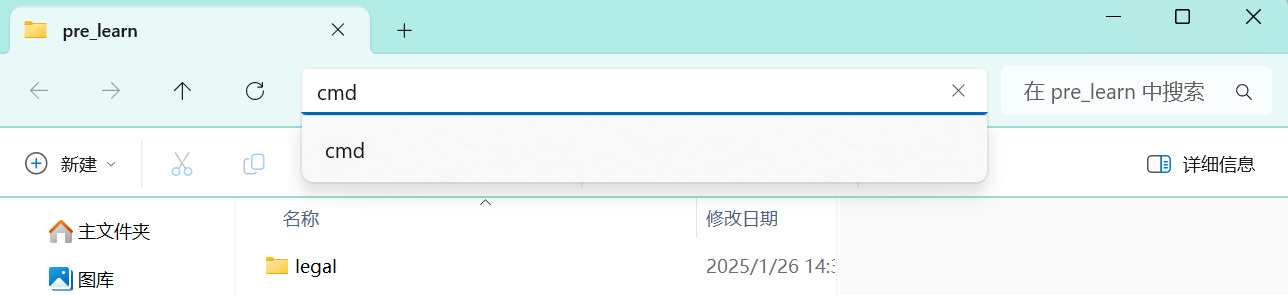 pre_learn
cmd
在 pre_learn 中搜索
cmd
新建
详细信息
主文件夹
图库
名称
修改日期
legal
2025/1/26 14:3